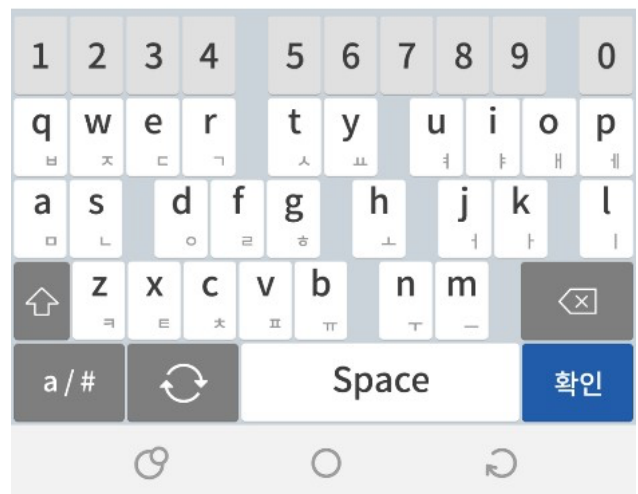 1 2 3 4 5 6 7 8 9 0
q w e r t y u i o p
ㅂ ㅈ ㄷ ㄱ ㅅ ㅛ ㅕ ㅑ ㅐ ㅔ
a s d f g h j k l
ㅁ ㄴ ㅇ ㄹ ㅎ ㅗ ㅓ ㅏ ㅣ
z x c v b n m
ㅋ ㅌ ㅊ ㅍ ㅠ ㅜ ㅡ
a / # Space 확인